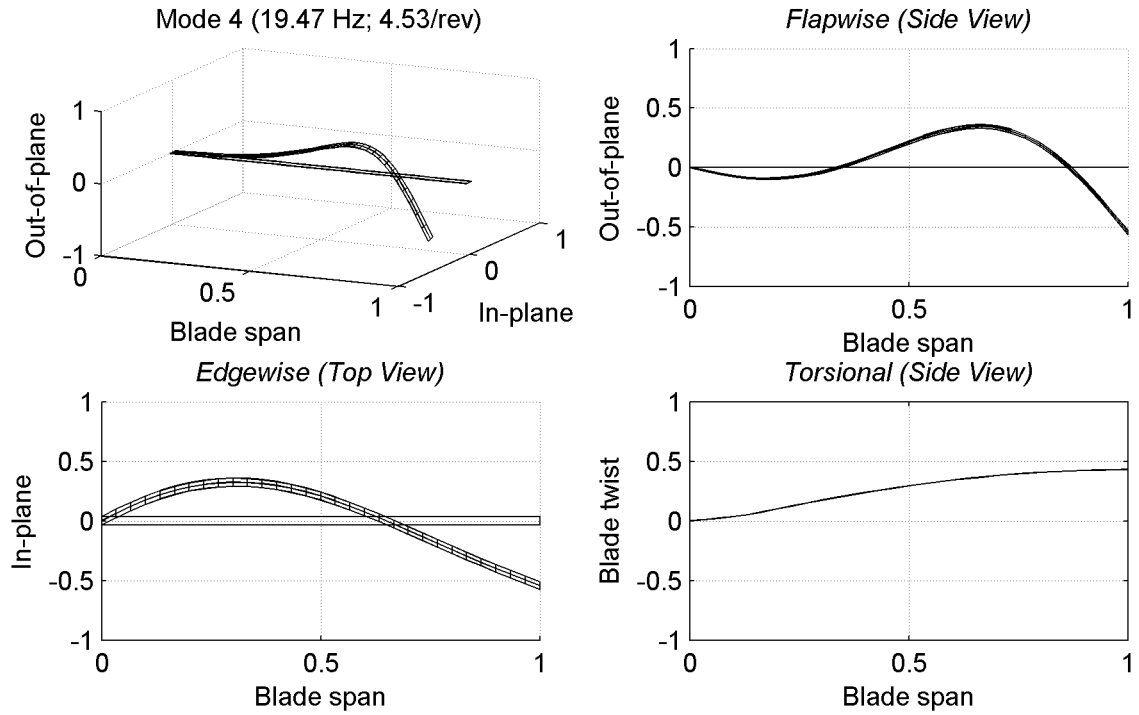 Mode 4 (19.47 Hz; 4.53/rev)
Out-of-plane
1
0
-1
0
0.5
1
Blade span
-1
0
1
In-plane
Flapwise (Side View)
Out-of-plane
1
0.5
0
-0.5
-1
0
0.5
1
Blade span
Edgewise (Top View)
In-plane
1
0.5
0
-0.5
-1
0
0.5
1
Blade span
Torsional (Side View)
Blade twist
1
0.5
0
-0.5
-1
0
0.5
1
Blade span